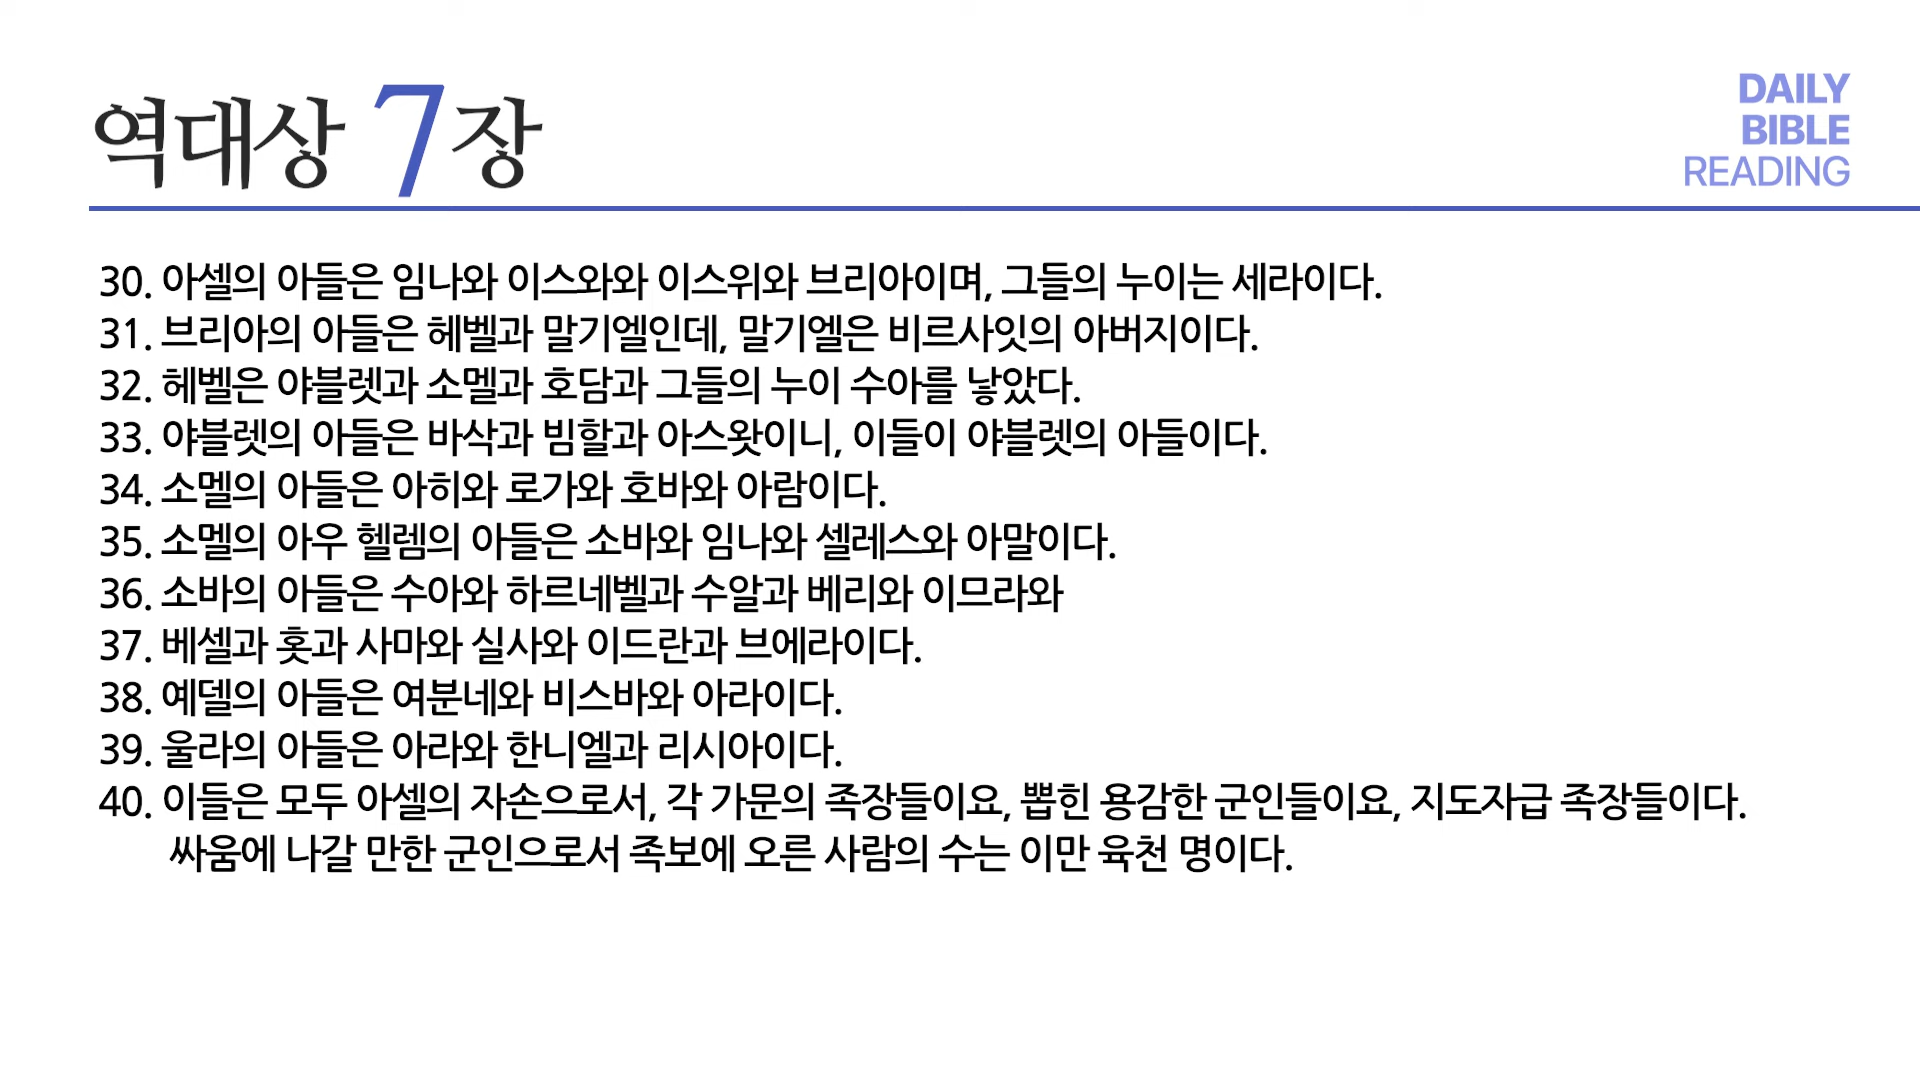 역대상 7장
DAILY
BIBLE
READING
30. 아셀의 아들은 임나와 이스와와 이스위와 브리아이며, 그들의 누이는 세라이다.
31. 브리아의 아들은 헤벨과 말기엘인데, 말기엘은 비르사잇의 아버지이다.
32. 헤벨은 야블렛과 소멜과 호담과 그들의 누이 수아를 낳았다.
33. 야블렛의 아들은 바삭과 빔할과 아스왓이니, 이들이 야블렛의 아들이다.
34. 소멜의 아들은 아히와 로가와 호바와 아람이다.
35. 소멜의 아우 헬렘의 아들은 소바와 임나와 셀레스와 아말이다.
36. 소바의 아들은 수아와 하르네벨과 수알과 베리와 이므라와
37. 베셀과 홋과 사마와 실사와 이드란과 브에라이다.
38. 예델의 아들은 여분네와 비스바와 아라이다.
39. 울라의 아들은 아라와 한니엘과 리시아이다.
40. 이들은 모두 아셀의 자손으로서, 각 가문의 족장들이요, 뽑힌 용감한 군인들이요, 지도자급 족장들이다.
싸움에 나갈 만한 군인으로서 족보에 오른 사람의 수는 이만 육천 명이다.